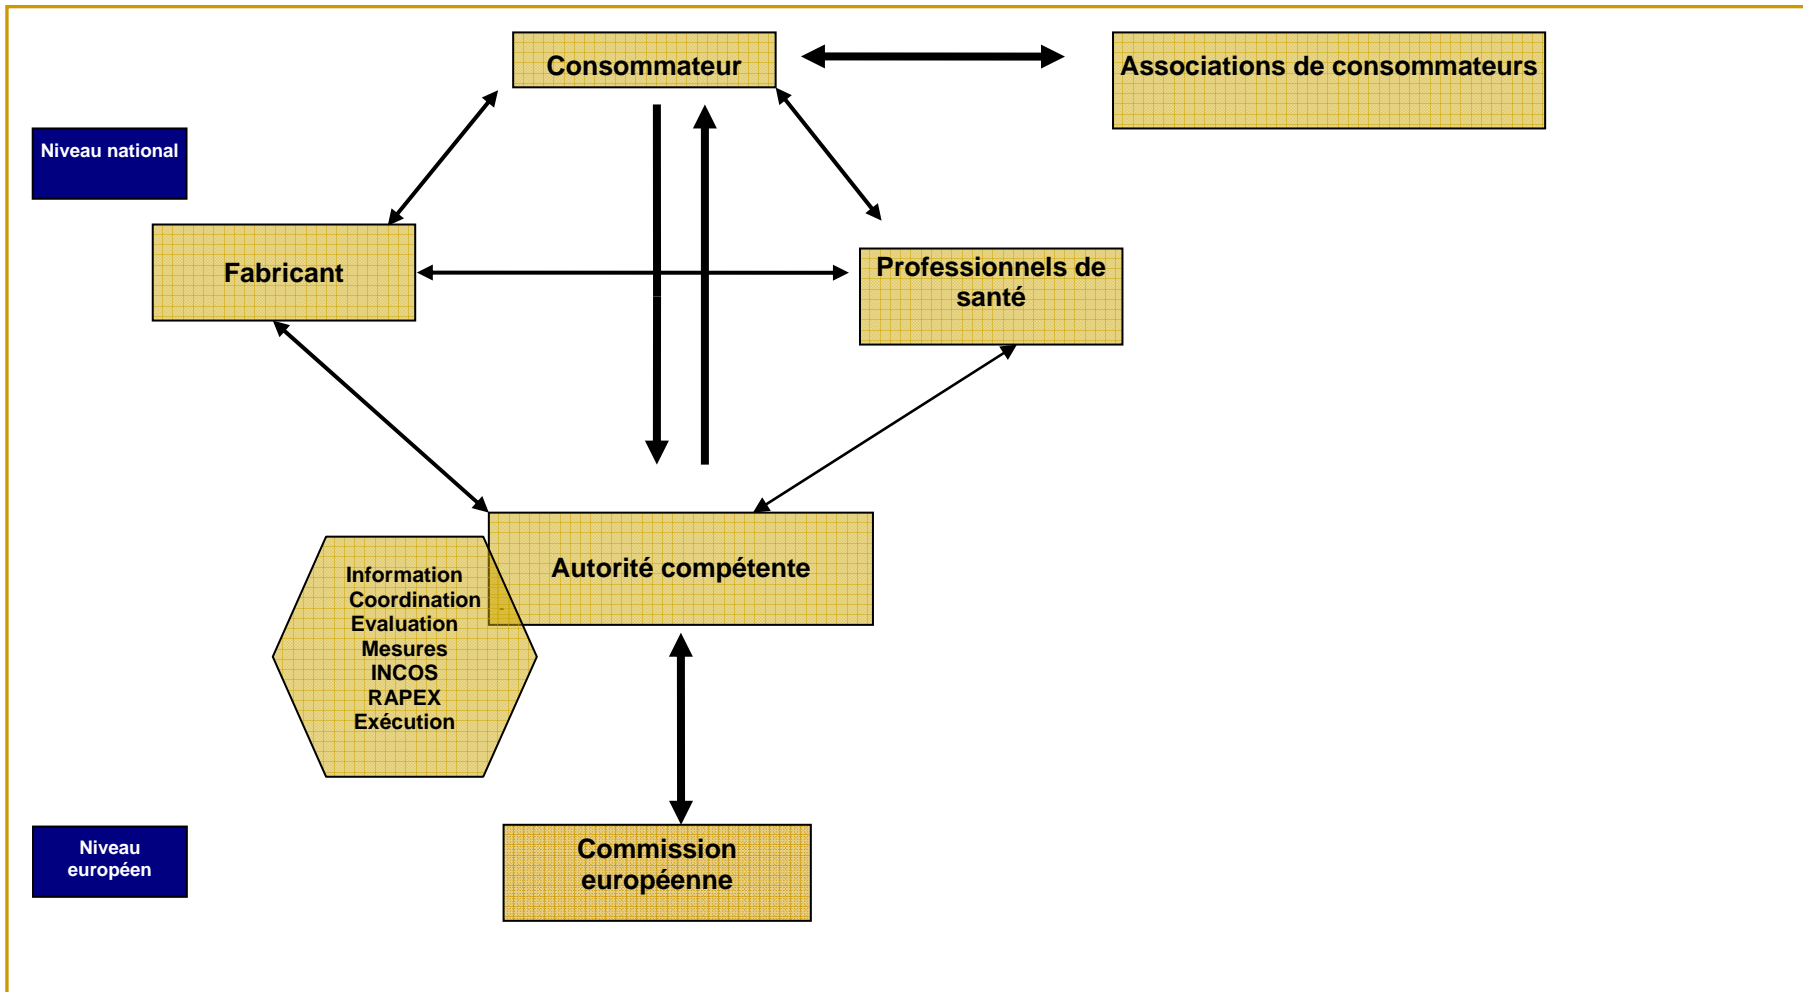 Consommateur
Associations de consommateurs
Niveau national
Fabricant
Professionnels de
santé
Autorité compétente
Information
Coordination
Evaluation
Mesures
INCOS
RAPEX
Exécution
Niveau
européen
Commission
européenne